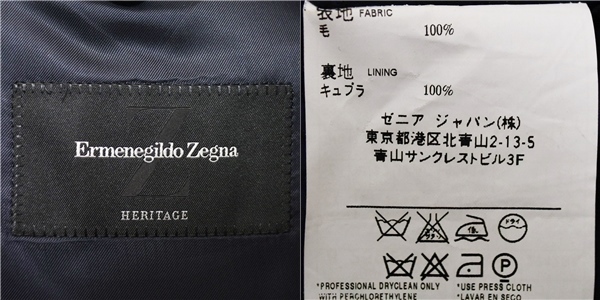 Ermenegildo Zegna
HERITAGE
表地 FABRIC
毛 100%
裏地 LINING
キュプラ 100%
ゼニア ジャパン(株)
東京都港区北青山2-13-5
青山サンクレストビル3F
ドライ
P
*PROFESSIONAL DRYCLEAN ONLY
WITH PERCHLORETHYLENE
*USE PRESS CLOTH
*LAVAR EN SECO